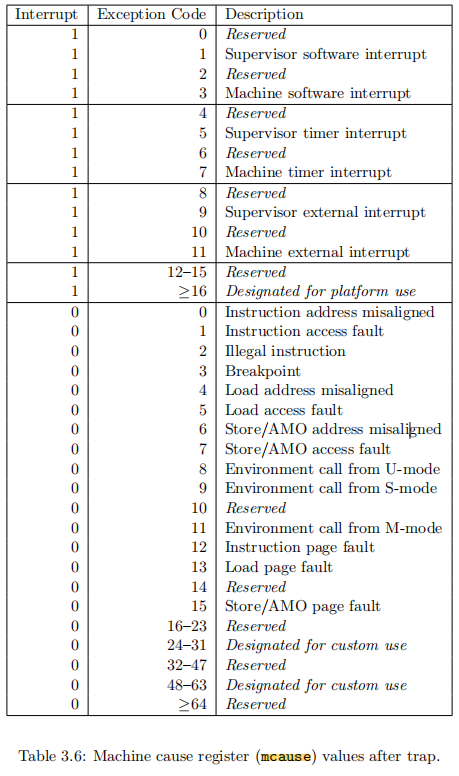 Interrupt Exception Code Description
1 0 Reserved
1 1 Supervisor software interrupt
1 2 Reserved
1 3 Machine software interrupt
1 4 Reserved
1 5 Supervisor timer interrupt
1 6 Reserved
1 7 Machine timer interrupt
1 8 Reserved
1 9 Supervisor external interrupt
1 10 Reserved
1 11 Machine external interrupt
1 12–15 Reserved
1 ≥16 Designated for platform use
0 0 Instruction address misaligned
0 1 Instruction access fault
0 2 Illegal instruction
0 3 Breakpoint
0 4 Load address misaligned
0 5 Load access fault
0 6 Store/AMO address misaligned
0 7 Store/AMO access fault
0 8 Environment call from U-mode
0 9 Environment call from S-mode
0 10 Reserved
0 11 Environment call from M-mode
0 12 Instruction page fault
0 13 Load page fault
0 14 Reserved
0 15 Store/AMO page fault
0 16–23 Reserved
0 24–31 Designated for custom use
0 32–47 Reserved
0 48–63 Designated for custom use
0 ≥64 Reserved
Table 3.6: Machine cause register (mcause) values after trap.